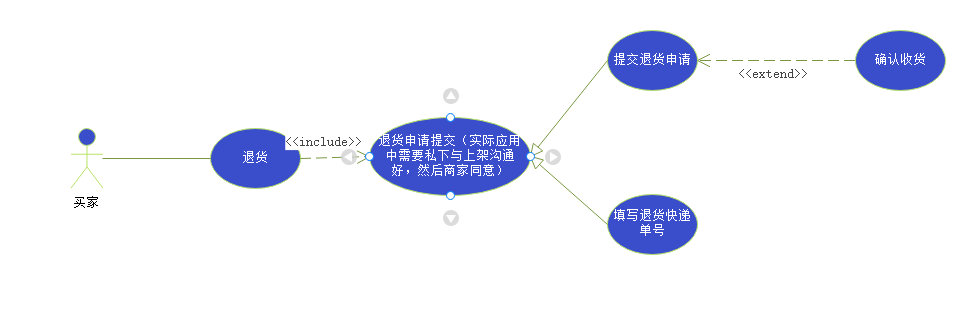 提交退货申请
<<extend>>
确认收货
买家
退货
<<include>>
退货申请提交（实际应用
中需要私下与上架沟通
好，然后商家同意）
填写退货快递
单号